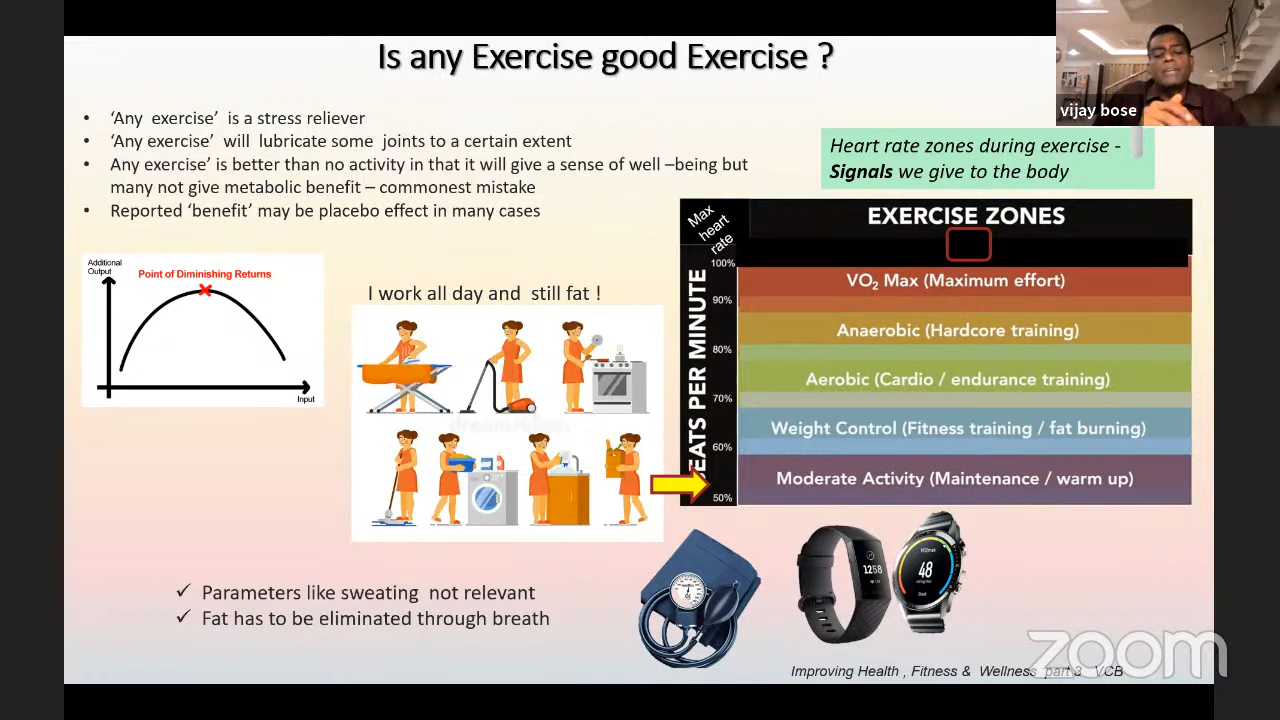 Is any Exercise good Exercise ?
vijay bose
• ‘Any exercise’ is a stress reliever
• ‘Any exercise’ will lubricate some joints to a certain extent
• Any exercise’ is better than no activity in that it will give a sense of well –being but
many not give metabolic benefit – commonest mistake
• Reported ‘benefit’ may be placebo effect in many cases
Heart rate zones during exercise -
Signals we give to the body
Additional
Output
Point of Diminishing Returns
Input
I work all day and still fat !
Max
heart
rate
EXERCISE ZONES
BEATS PER MINUTE
100%
VO₂ Max (Maximum effort)
90%
Anaerobic (Hardcore training)
80%
Aerobic (Cardio / endurance training)
70%
Weight Control (Fitness training / fat burning)
60%
Moderate Activity (Maintenance / warm up)
50%
12:58
48
✓ Parameters like sweating not relevant
✓ Fat has to be eliminated through breath
zoom
Improving Health , Fitness & Wellness part 3 VCB